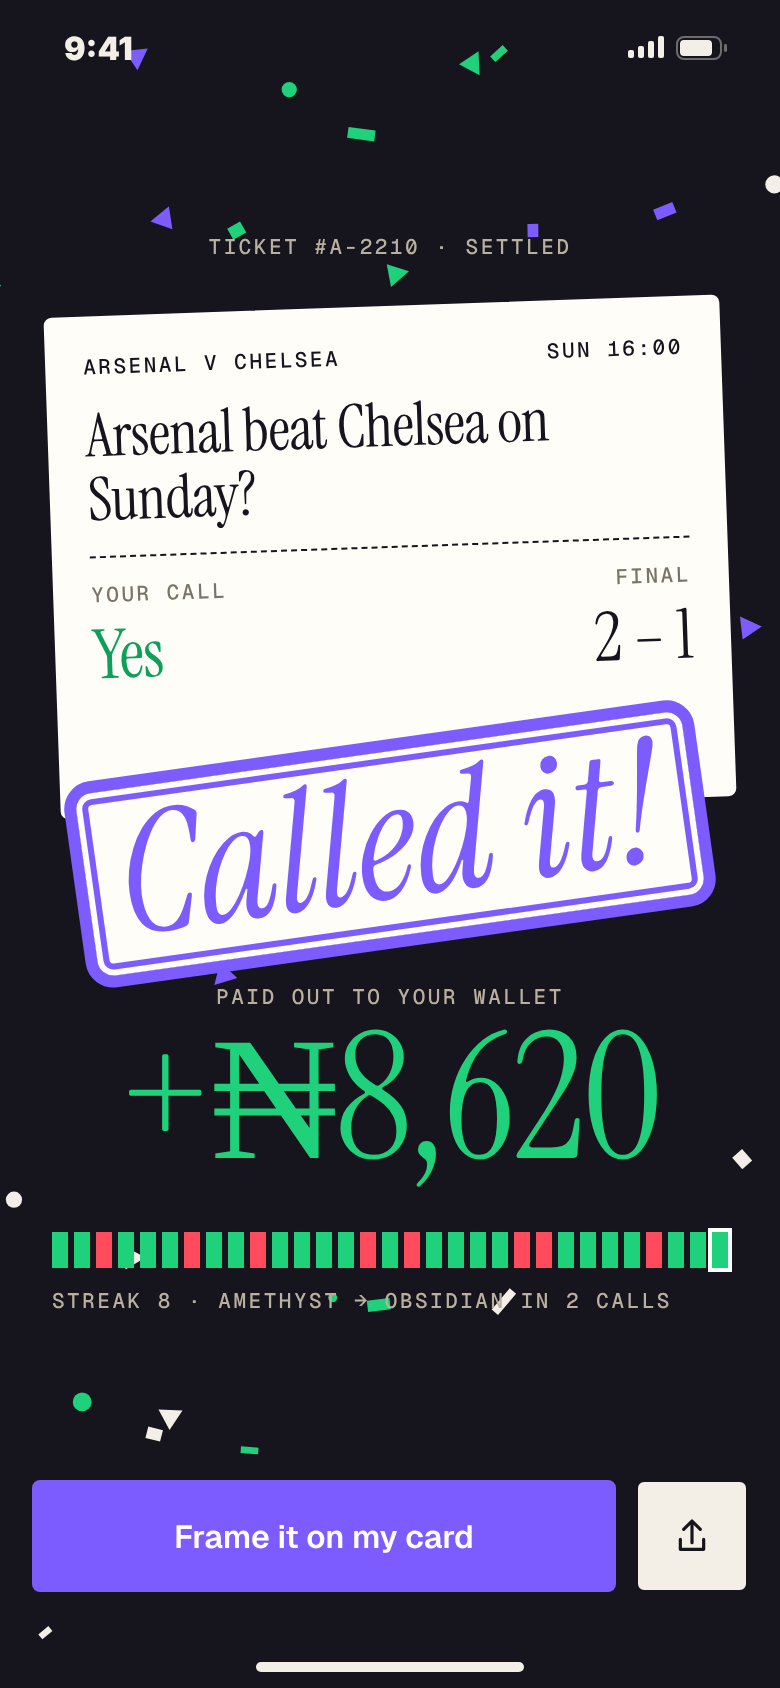 9:41
TICKET #A-2210 · SETTLED
ARSENAL V CHELSEA
SUN 16:00
Arsenal beat Chelsea on
Sunday?
YOUR CALL
FINAL
Yes
2 – 1
Called it!
PAID OUT TO YOUR WALLET
+₦8,620
STREAK 8 · AMETHYST → OBSIDIAN IN 2 CALLS
Frame it on my card